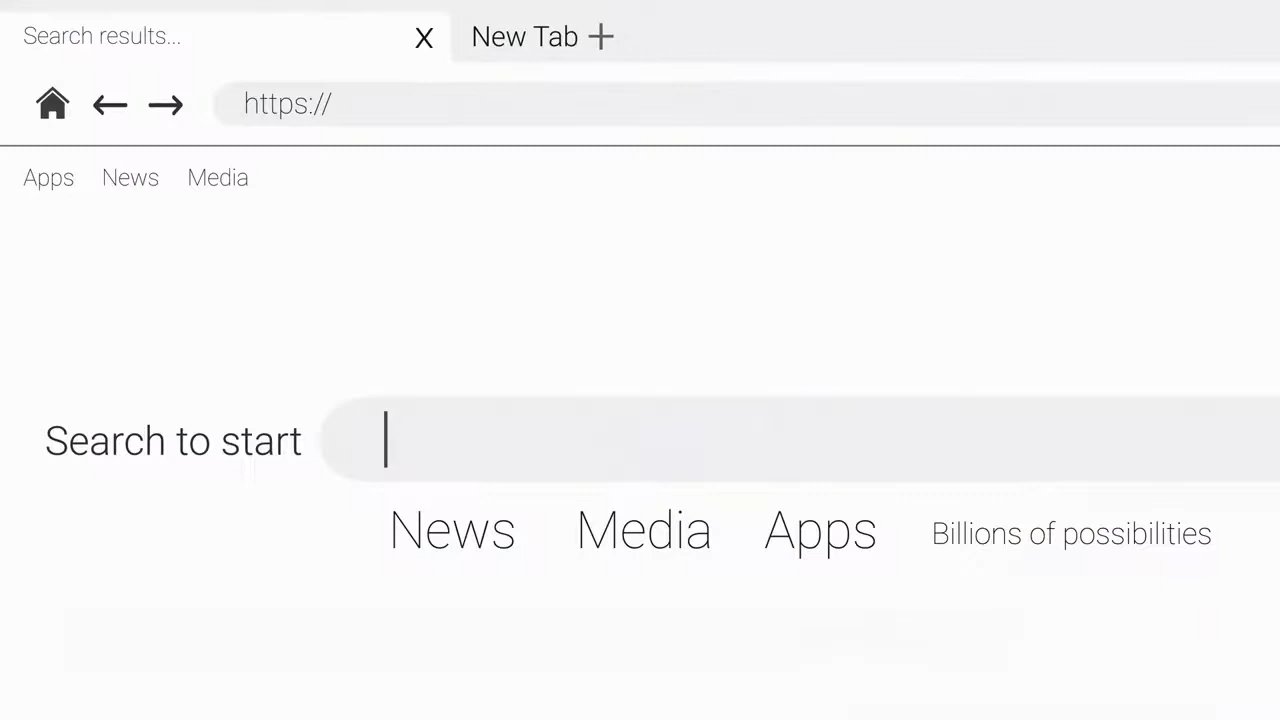 Search results... X New Tab +
https://
Apps News Media
Search to start
News Media Apps Billions of possibilities